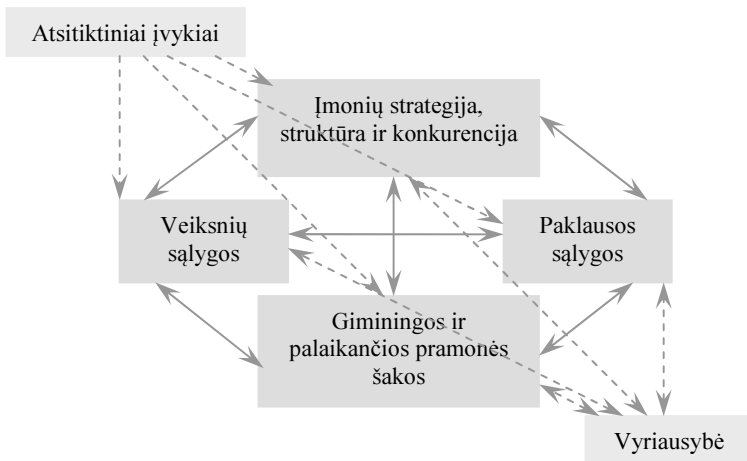 Atsitiktiniai įvykiai
Įmonių strategija,
struktūra ir konkurencija
Veiksnių
sąlygos
Paklausos
sąlygos
Giminingos ir
palaikančios pramonės
šakos
Vyriausybė